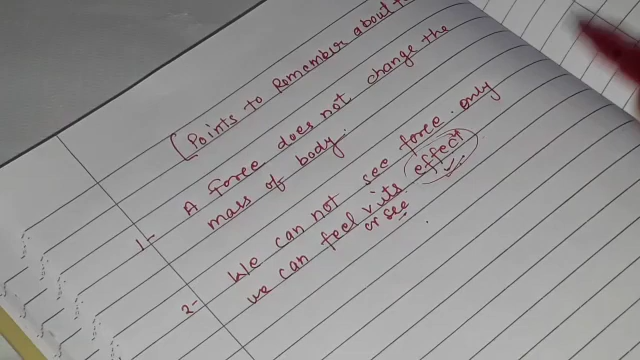 [Points to Remember about
1- A force does not change the
mass of body.
2- We can not see force. only
we can feel v its effect
or see